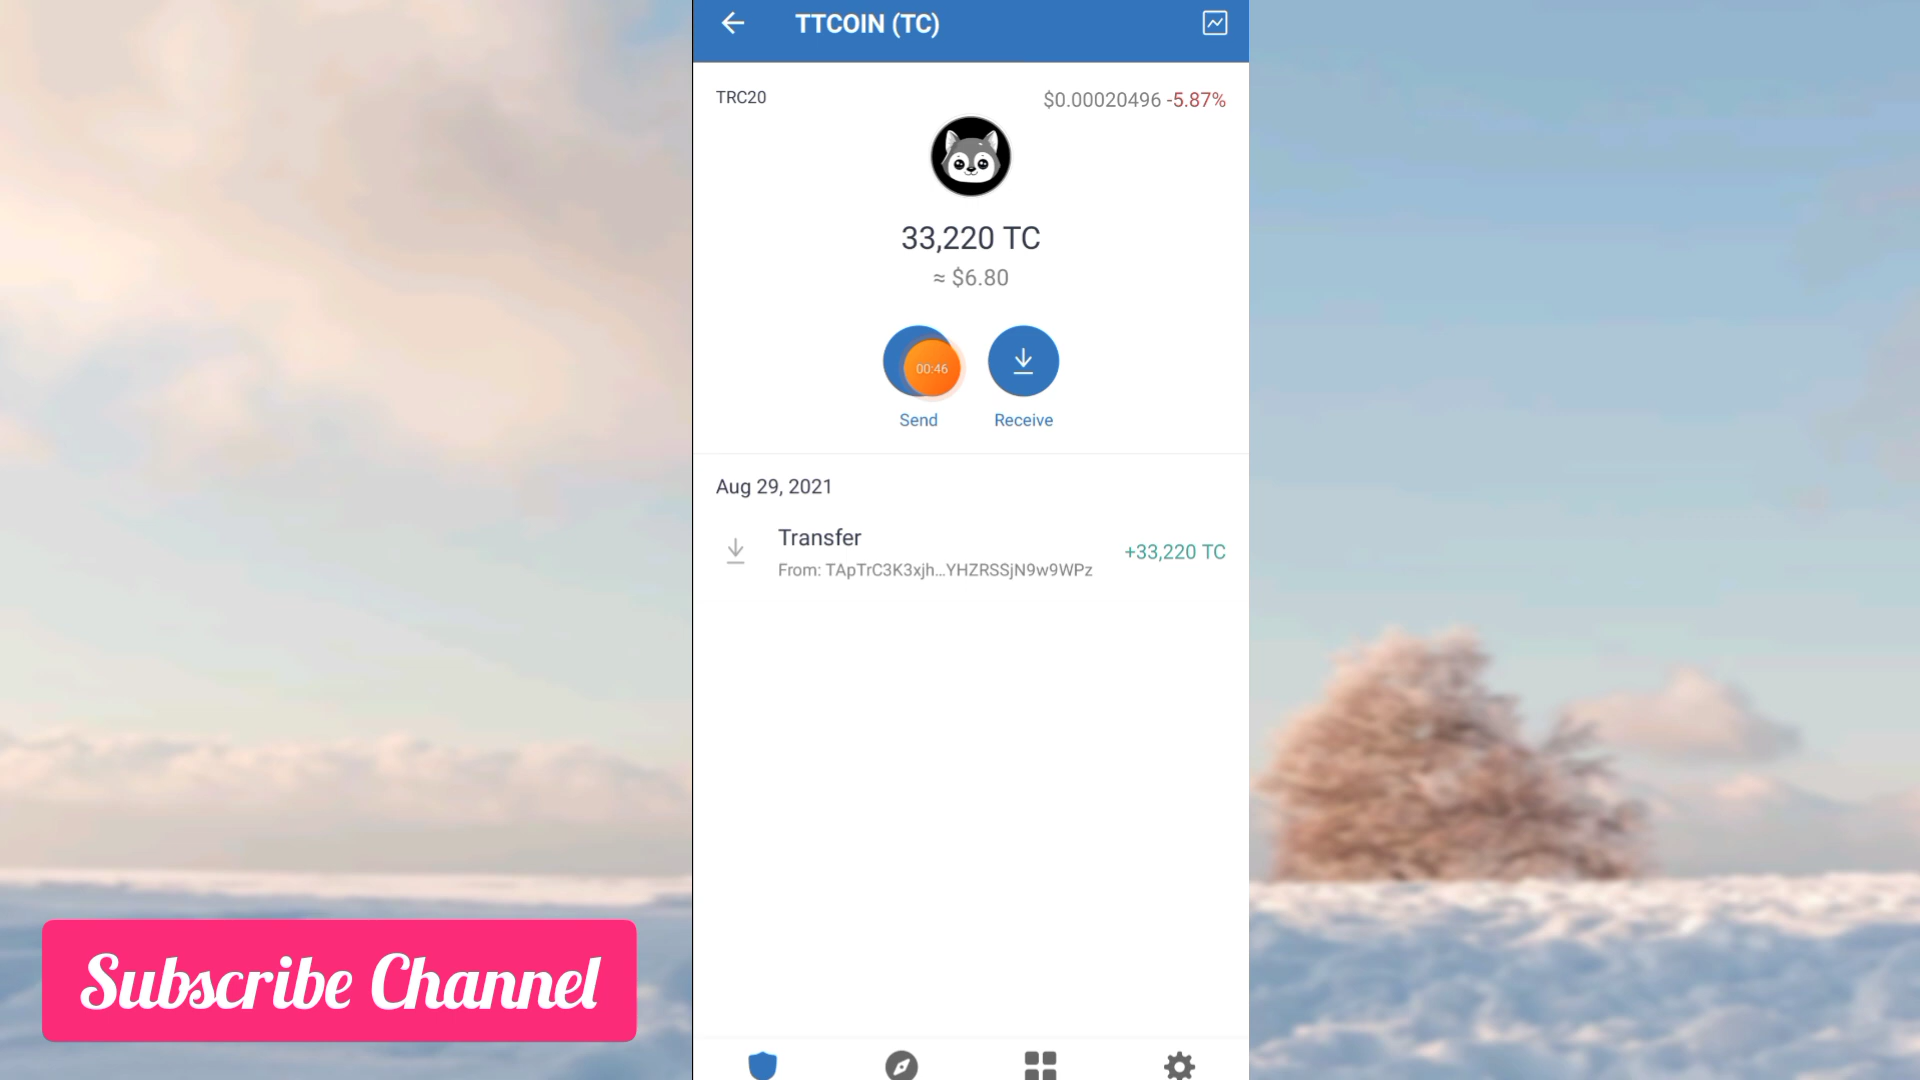 TTCOIN (TC)
TRC20
$0.00020496 -5.87%
33,220 TC
≈ $6.80
00:46
Send
Receive
Aug 29, 2021
Transfer
+33,220 TC
From: TApTrC3K3xjh...YHZRSSjN9w9WPz
Subscribe Channel